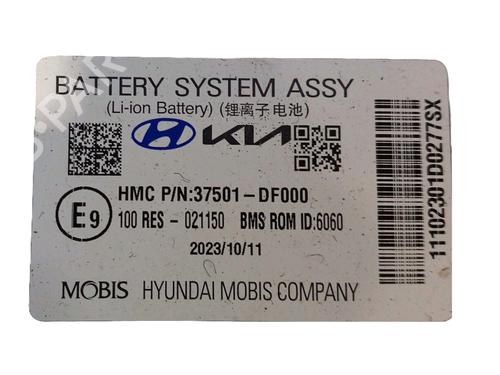 BATTERY SYSTEM ASSY
(Li-ion Battery) (锂离子电池)
KIA
HMC P/N:37501-DF000
E9
100 RES - 021150 BMS ROM ID:6060
2023/10/11
MOBIS HYUNDAI MOBIS COMPANY
11102301D0277SX